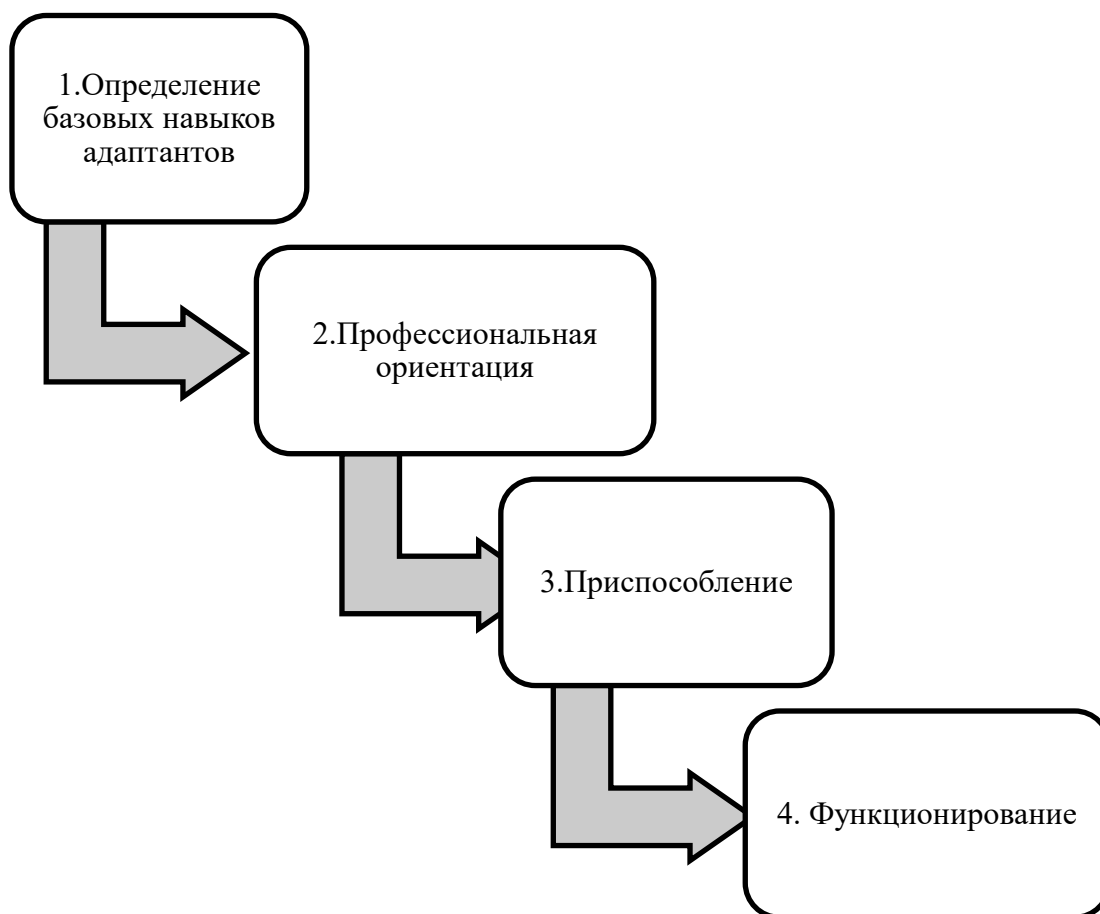 1.Определение
базовых навыков
адаптантов
2.Профессиональная
ориентация
3.Приспособление
4. Функционирование